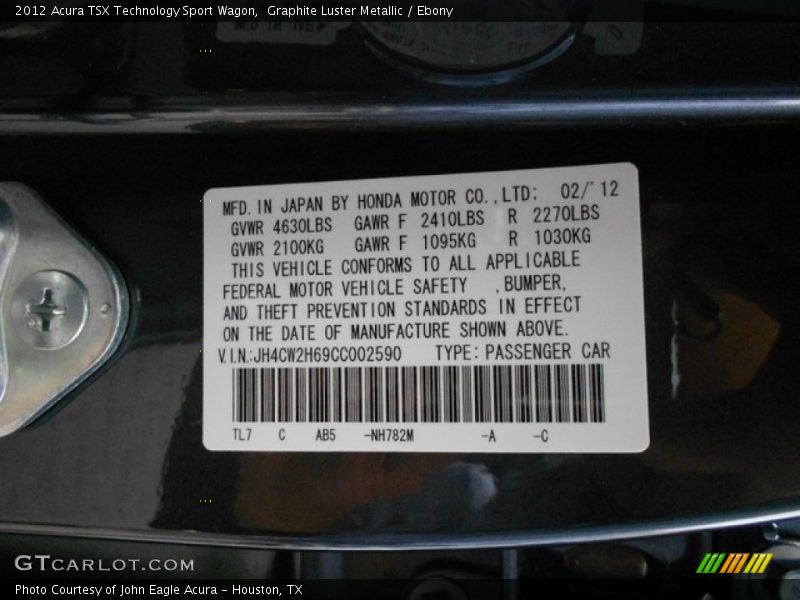 2012 Acura TSX Technology Sport Wagon,  Graphite Luster Metallic / Ebony
MFD. IN JAPAN BY HONDA MOTOR CO., LTD; 02/'12
GVWR 4630LBS GAWR F 2410LBS R 2270LBS
GVWR 2100KG GAWR F 1095KG R 1030KG
THIS VEHICLE CONFORMS TO ALL APPLICABLE
FEDERAL MOTOR VEHICLE SAFETY , BUMPER,
AND THEFT PREVENTION STANDARDS IN EFFECT
ON THE DATE OF MANUFACTURE SHOWN ABOVE.
V.I.N.:JH4CW2H69CC002590 TYPE: PASSENGER CAR
TL7 C AB5 -NH782M -A -C
GTCARLOT.COM
Photo Courtesy of John Eagle Acura - Houston, TX